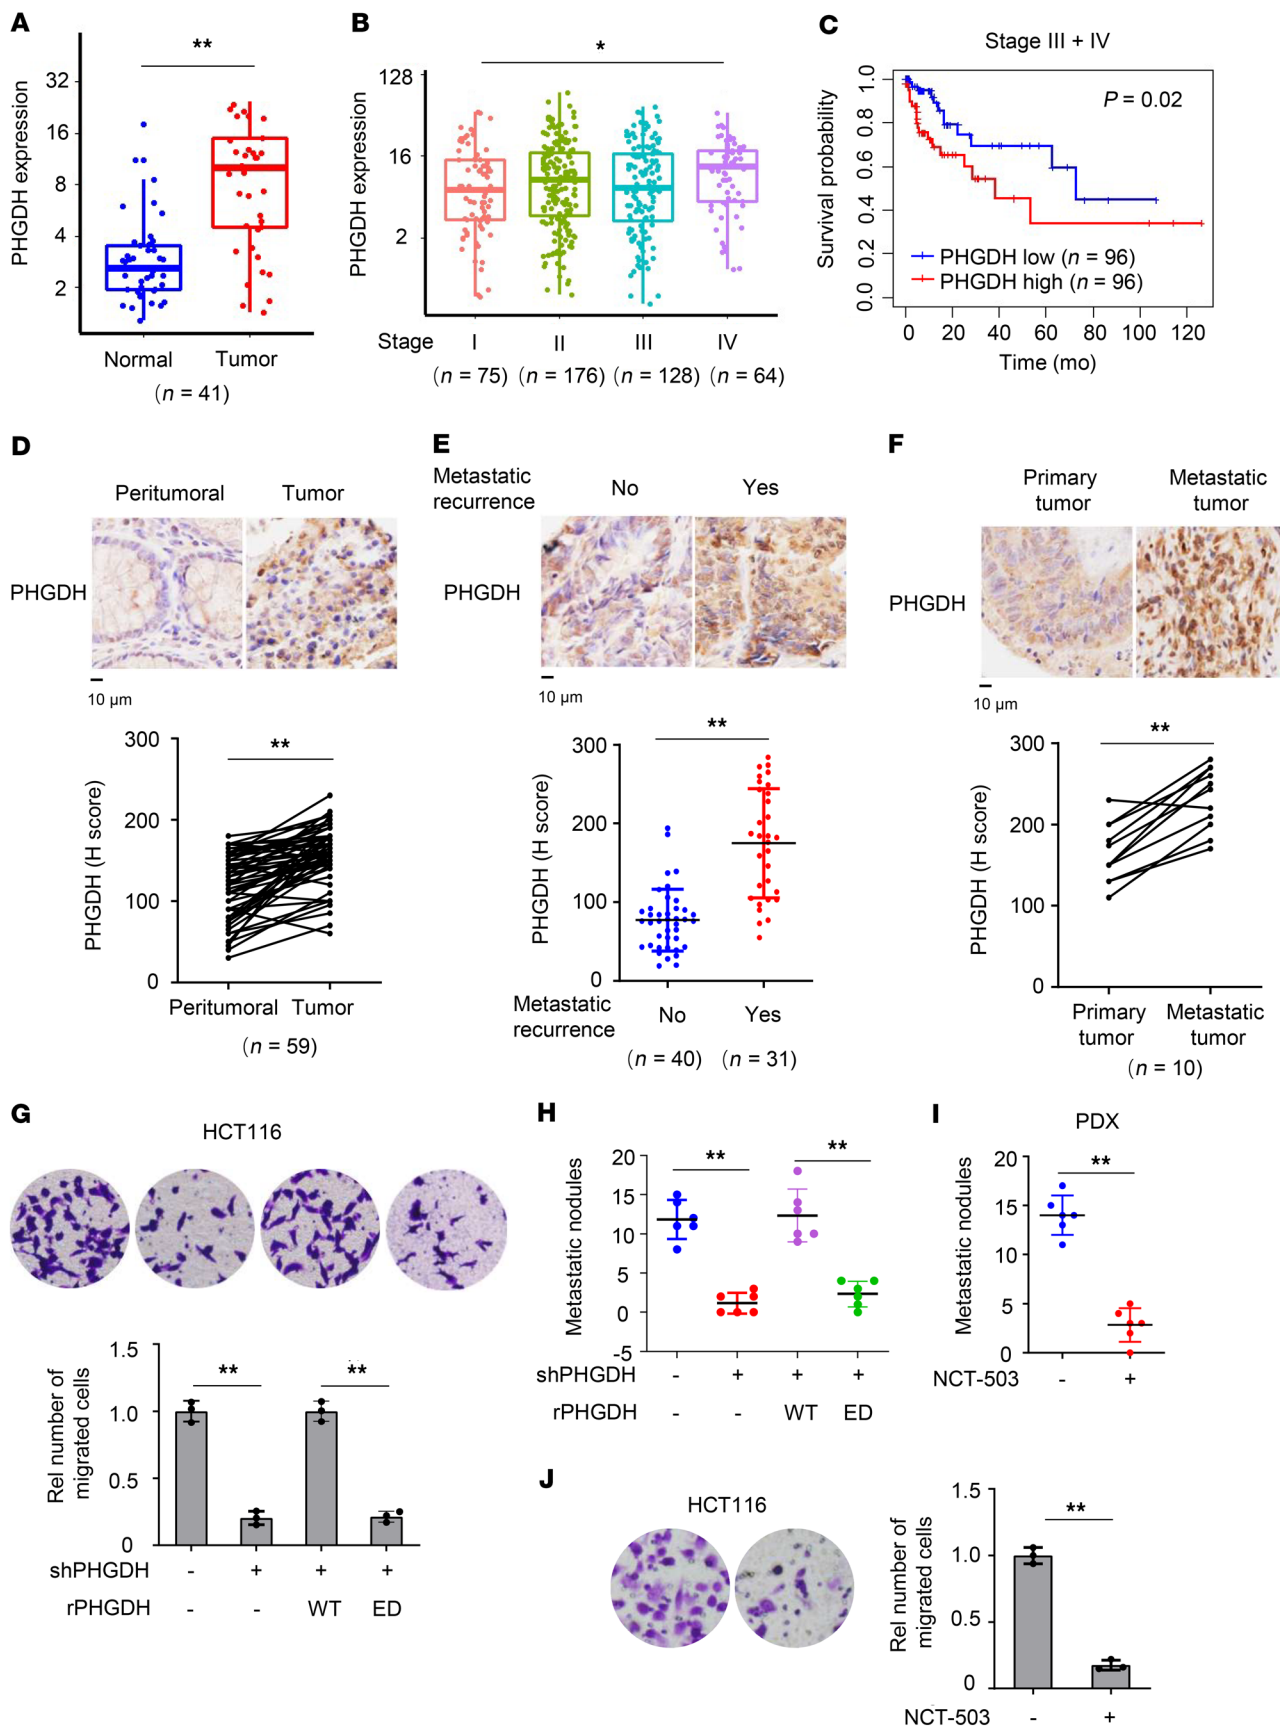 A
**
PHGDH expression
32
16
8
4
2
Normal
Tumor
(n = 41)
B
*
PHGDH expression
128
16
2
Stage
I
II
III
IV
(n = 75)
(n = 176)
(n = 128)
(n = 64)
C
Stage III + IV
P = 0.02
Survival probability
1.0
0.8
0.6
0.4
0.2
0.0
PHGDH low (n = 96)
PHGDH high (n = 96)
0
20
40
60
80
100
120
Time (mo)
D
Peritumoral
Tumor
PHGDH
10 µm
**
PHGDH (H score)
300
200
100
0
Peritumoral
Tumor
(n = 59)
E
Metastatic
recurrence
No
Yes
PHGDH
10 µm
**
PHGDH (H score)
300
200
100
0
Metastatic
recurrence
No
Yes
(n = 40)
(n = 31)
F
Primary
tumor
Metastatic
tumor
PHGDH
10 µm
**
PHGDH (H score)
300
200
100
0
Primary
tumor
Metastatic
tumor
(n = 10)
G
HCT116
Rel number of
migrated cells
1.5
1.0
0.5
0
**
**
shPHGDH
-
+
+
+
rPHGDH
-
-
WT
ED
H
**
**
Metastatic nodules
20
15
10
5
0
-5
shPHGDH
-
+
+
+
rPHGDH
-
-
WT
ED
I
PDX
**
Metastatic nodules
20
15
10
5
0
NCT-503
-
+
J
HCT116
Rel number of
migrated cells
1.5
1.0
0.5
0
**
NCT-503
-
+